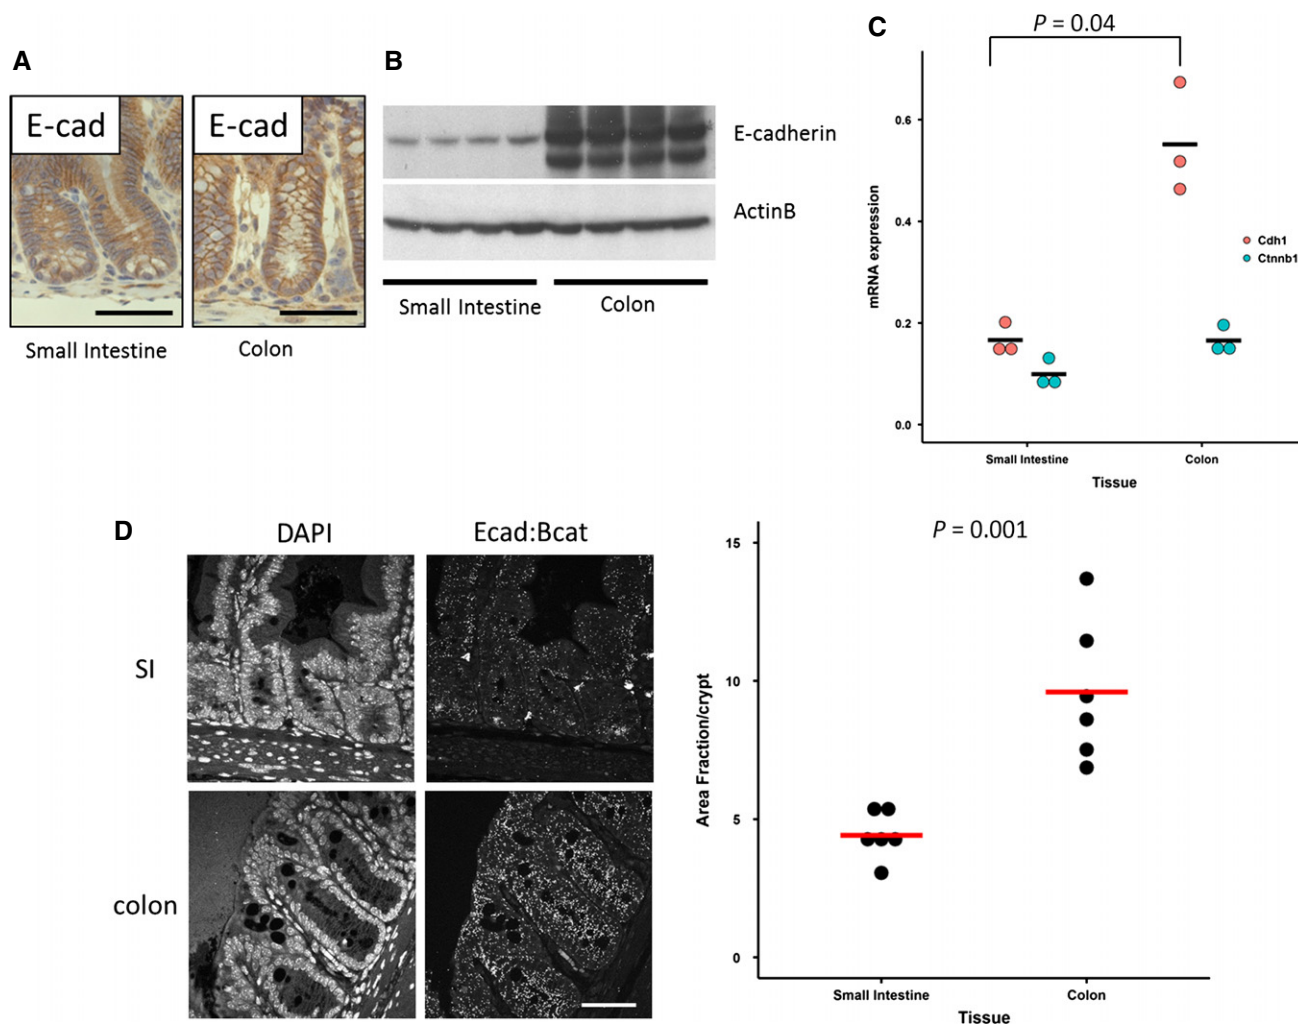 A
E-cad
E-cad
Small Intestine
Colon
B
E-cadherin
ActinB
Small Intestine
Colon
C
P = 0.04
mRNA expression
0.6
0.4
0.2
0.0
Cdh1
Ctnnb1
Small Intestine
Colon
Tissue
D
DAPI
Ecad:Bcat
SI
colon
P = 0.001
Area Fraction/crypt
15
10
5
0
Small Intestine
Colon
Tissue